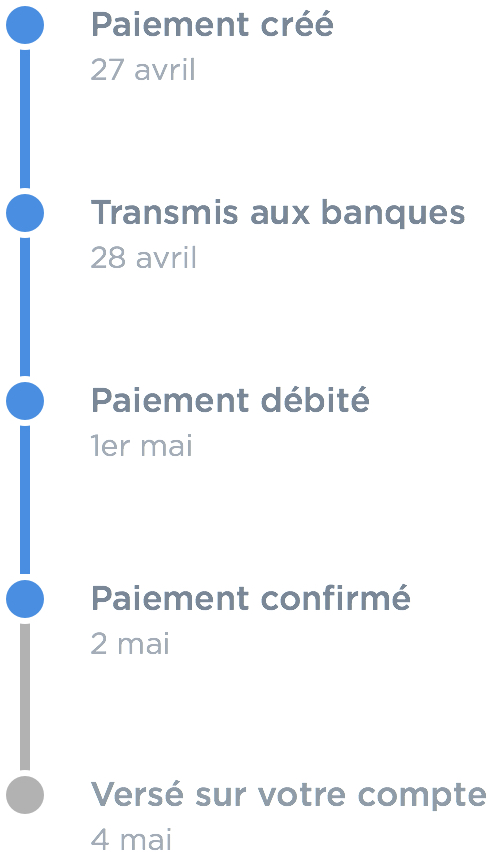 Paiement créé
27 avril
Transmis aux banques
28 avril
Paiement débité
1er mai
Paiement confirmé
2 mai
Versé sur votre compte
4 mai